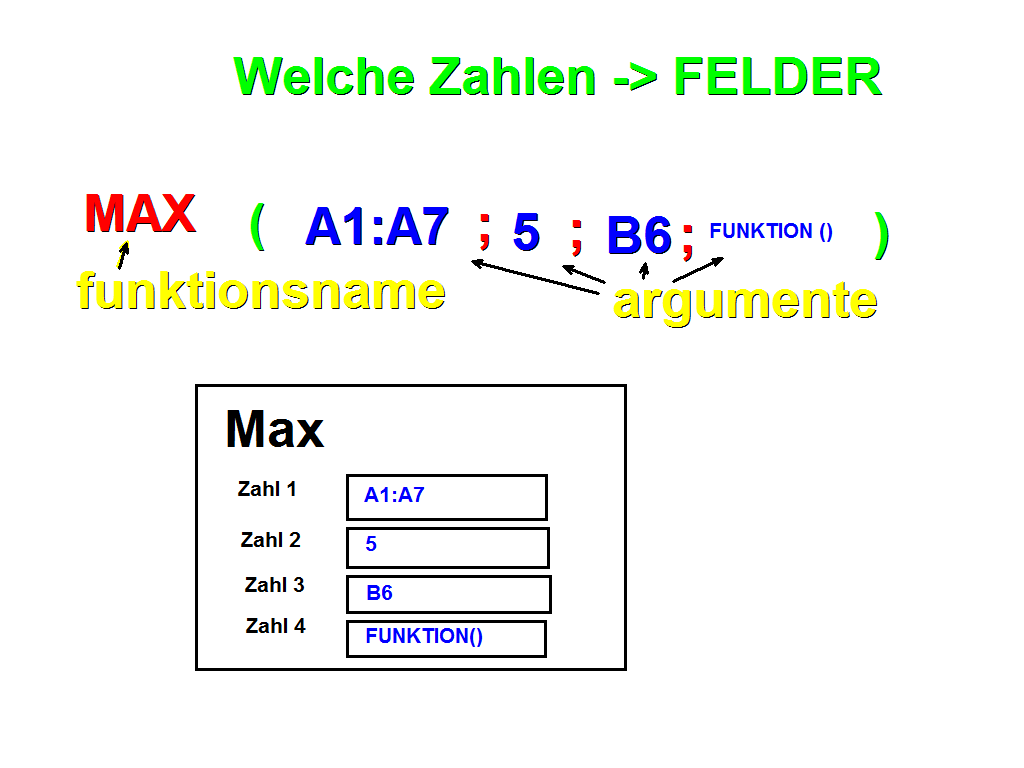 Welche Zahlen -> FELDER
MAX ( A1:A7 ; 5 ; B6 ; FUNKTION () )
funktionsname argumente
Max
Zahl 1 A1:A7
Zahl 2 5
Zahl 3 B6
Zahl 4 FUNKTION()